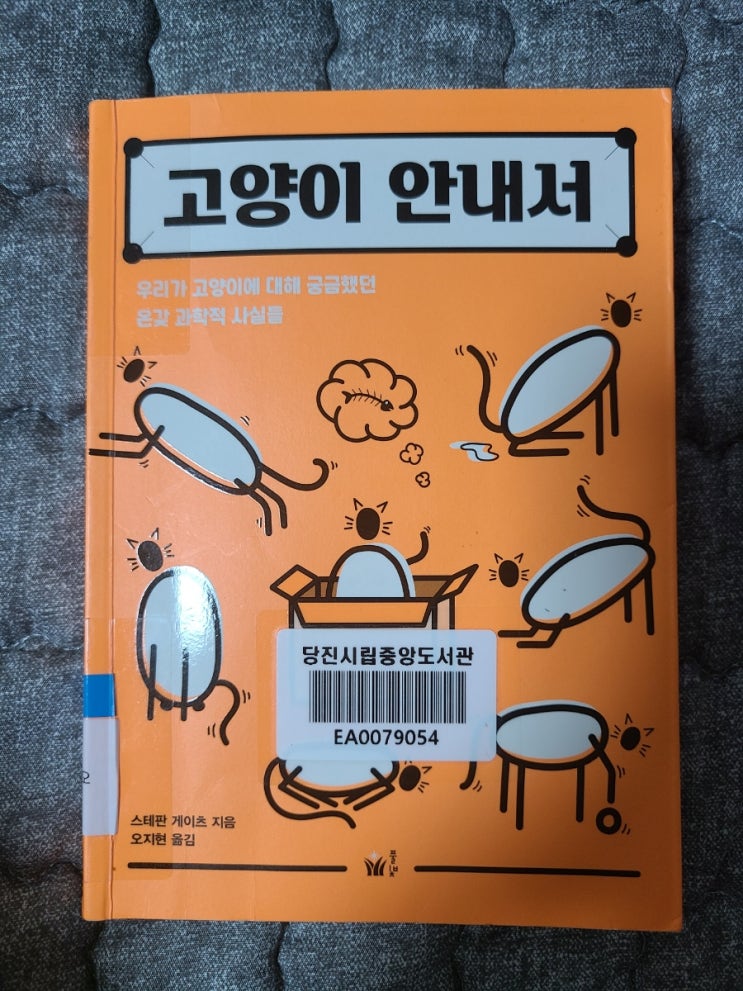 고양이 안내서
우리가 고양이에 대해 궁금했던
온갖 과학적 사실들
당진시립중앙도서관
EA0079054
스테판 게이츠 지음
오지현 옮김
풀빛